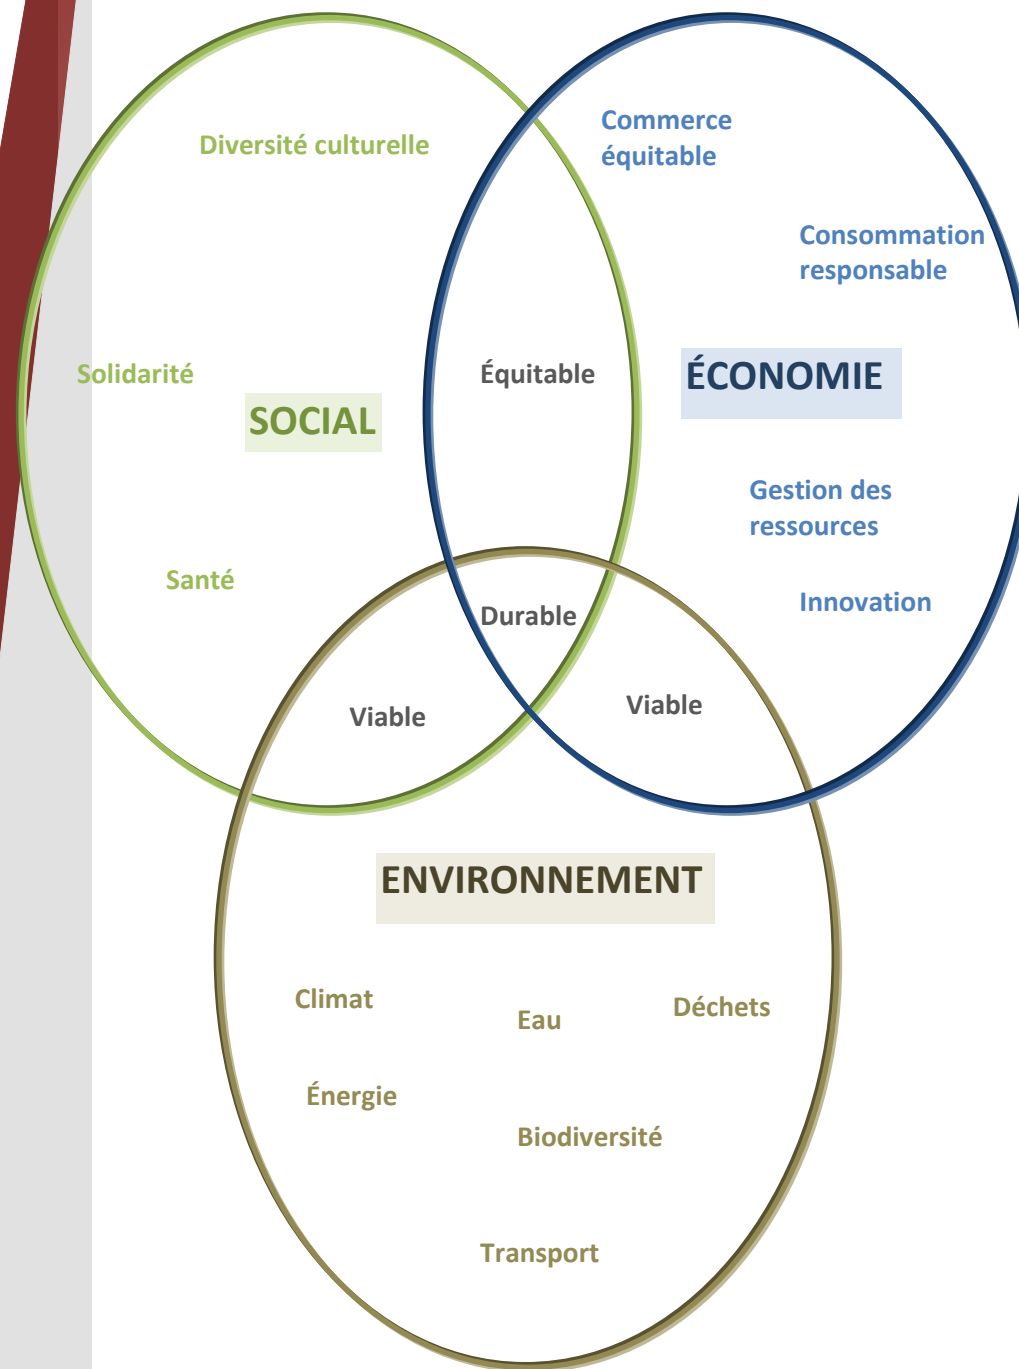 Commerce
équitable
Diversité culturelle
Consommation
responsable
Solidarité
Équitable
ÉCONOMIE
SOCIAL
Gestion des
ressources
Santé
Innovation
Durable
Viable
Viable
ENVIRONNEMENT
Climat
Eau
Déchets
Énergie
Biodiversité
Transport